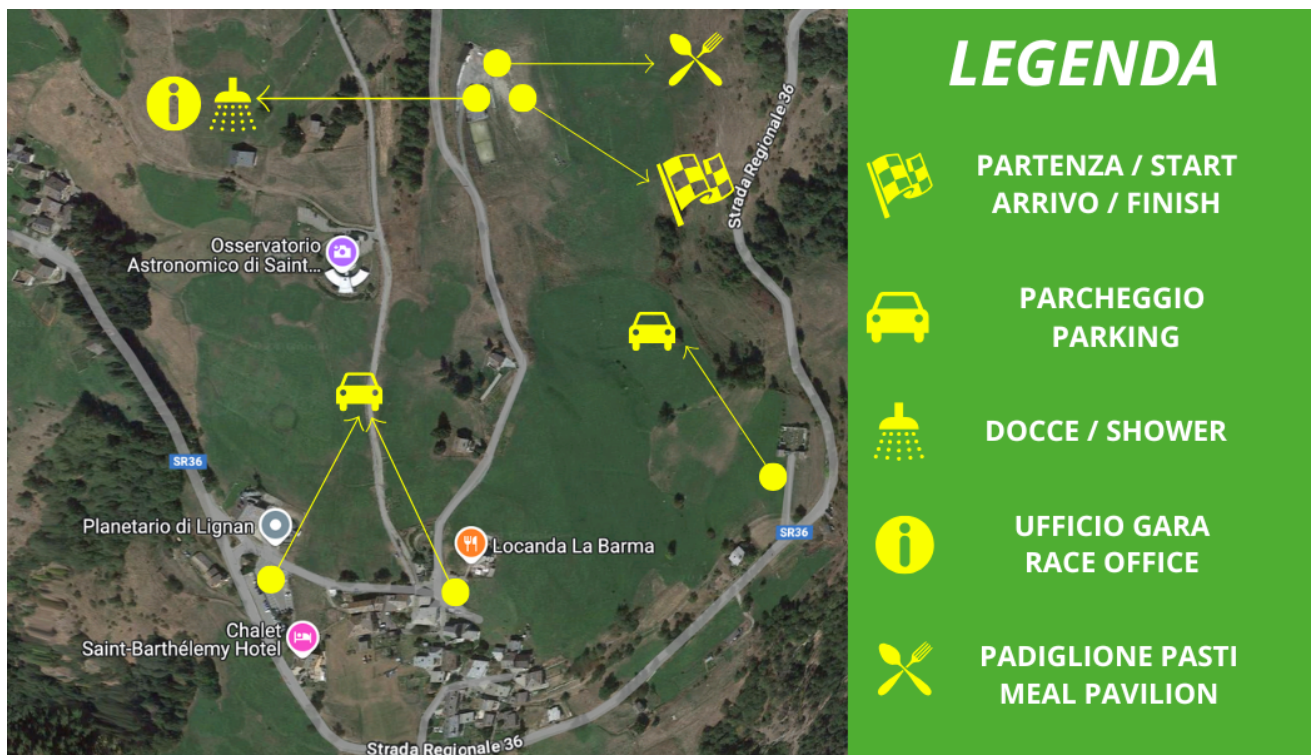 Strada Regionale 36
Osservatorio
Astronomico di Saint...
SR36
Planetario di Lignan
Locanda La Barma
SR36
Chalet
Saint-Barthélemy Hotel
Strada Regionale 36
LEGENDA
PARTENZA / START
ARRIVO / FINISH
PARCHEGGIO
PARKING
DOCCE / SHOWER
UFFICIO GARA
RACE OFFICE
PADIGLIONE PASTI
MEAL PAVILION